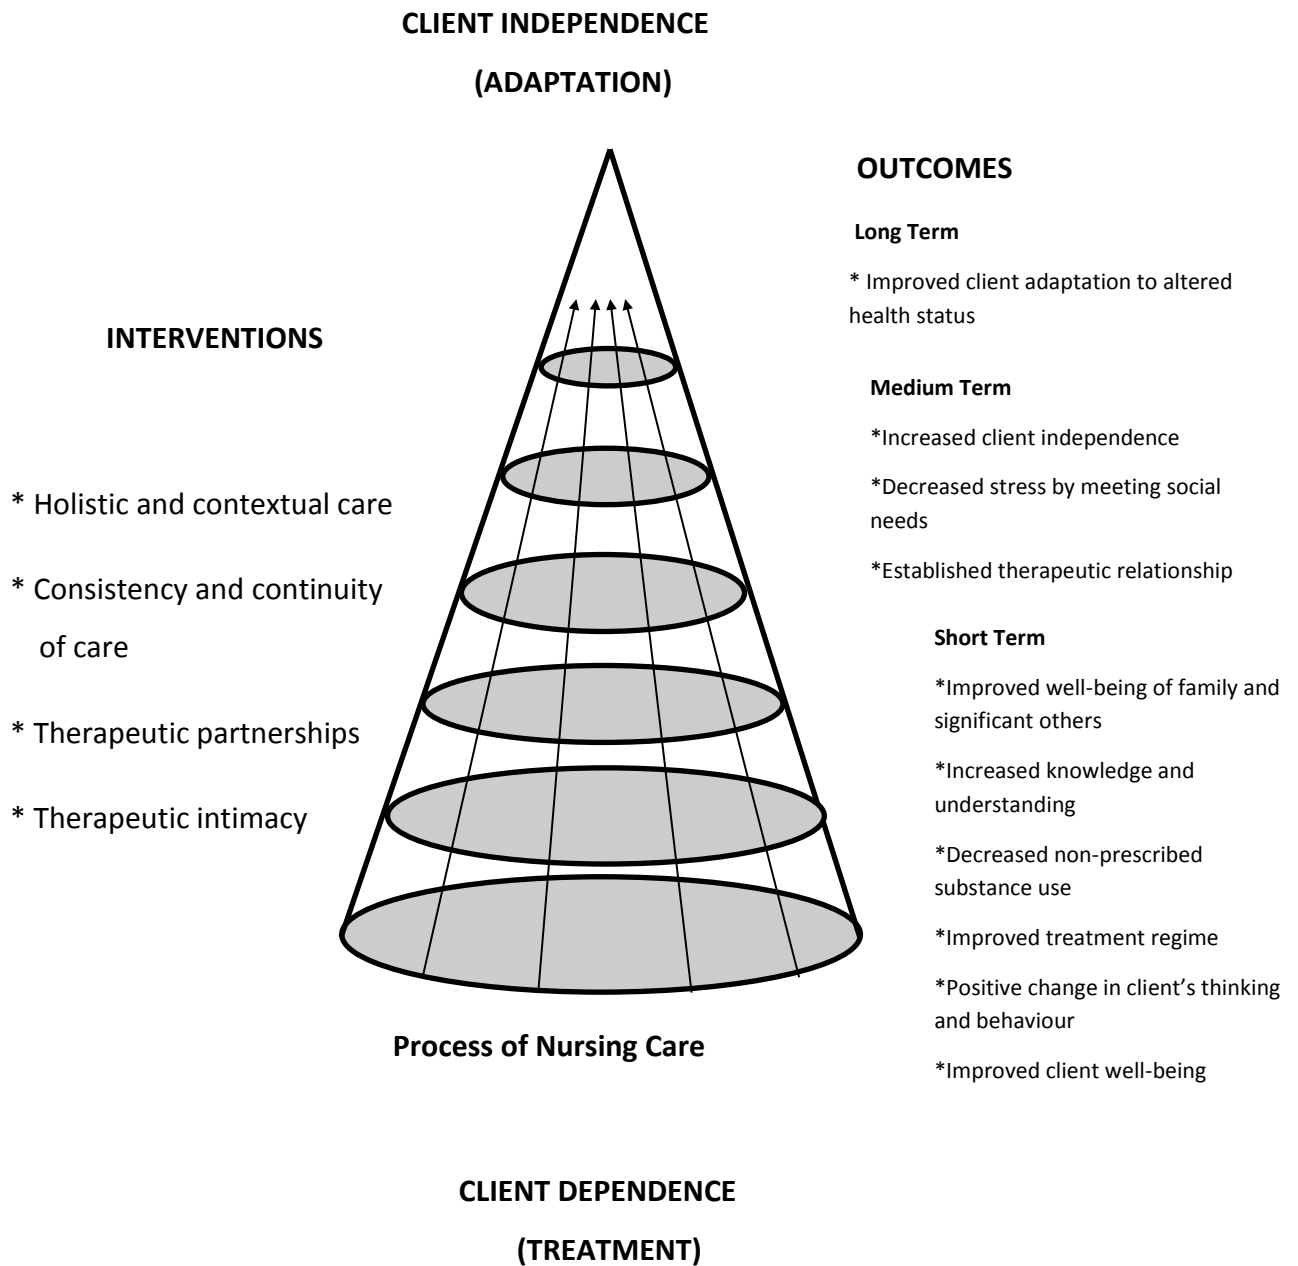 CLIENT INDEPENDENCE
(ADAPTATION)
INTERVENTIONS
* Holistic and contextual care
* Consistency and continuity
of care
* Therapeutic partnerships
* Therapeutic intimacy
OUTCOMES
Long Term
* Improved client adaptation to altered
health status
Medium Term
*Increased client independence
*Decreased stress by meeting social
needs
*Established therapeutic relationship
Short Term
*Improved well-being of family and
significant others
*Increased knowledge and
understanding
*Decreased non-prescribed
substance use
*Improved treatment regime
*Positive change in client’s thinking
and behaviour
*Improved client well-being
Process of Nursing Care
CLIENT DEPENDENCE
(TREATMENT)